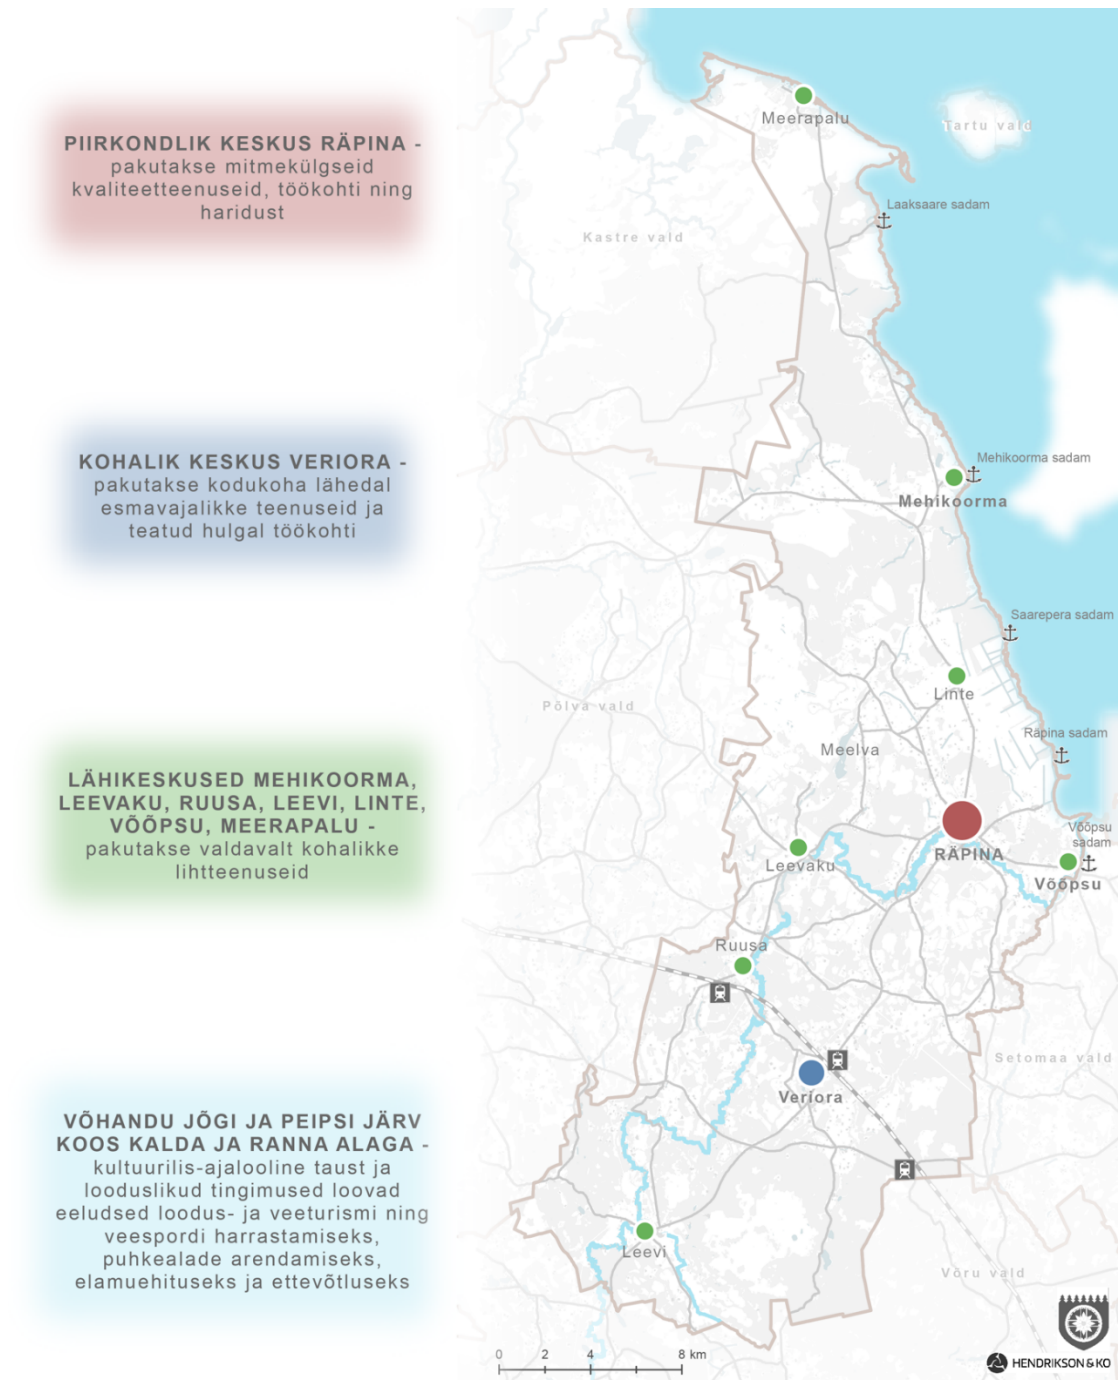 PIIRKONDLIK KESKUS RÄPINA -
pakutakse mitmekülgseid
kvaliteetteenuseid, töökohti ning
haridust
KOHALIK KESKUS VERIORA -
pakutakse kodukoha lähedal
esmavajalikke teenuseid ja
teatud hulgal töökohti
LÄHIKESKUSED MEHIKOORMA,
LEEVAKU, RUUSA, LEEVI, LINTE,
VÕÕPSU, MEERAPALU -
pakutakse valdavalt kohalikke
lihtteenuseid
VÕHANDU JÕGI JA PEIPSI JÄRV
KOOS KALDA JA RANNA ALAGA -
kultuurilis-ajalooline taust ja
looduslikud tingimused loovad
eeludsed loodus- ja veeturismi ning
veespordi harrastamiseks,
puhkealade arendamiseks,
elamuehituseks ja ettevõtluseks
Meerapalu
Tartu vald
Laaksaare sadam
Kastre vald
Mehikoorma sadam
Mehikoorma
Saarepera sadam
Linte
Põlva vald
Räpina sadam
Meelva
Võõpsu
sadam
RÄPINA
Leevaku
Võõpsu
Ruusa
Setomaa vald
Veriora
Leevi
Võru vald
0 2 4 8 km
HENDRIKSON & KO